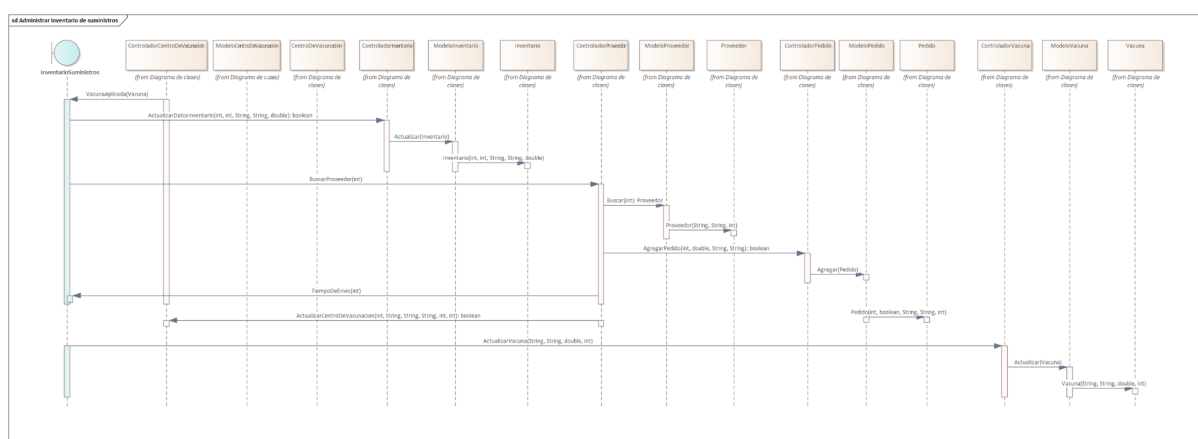 sd Administrar inventario de suministros
InventarioSuministros
ControladorCentroDeVacunacion
(from Diagrama de clases)
ModeloCentroDeVacunacion
(from Diagrama de clases)
CentroDeVacunacion
(from Diagrama de
clases)
ControladorInventario
(from Diagrama de
clases)
ModeloInventario
(from Diagrama de
clases)
Inventario
(from Diagrama de
clases)
ControladorProveedor
(from Diagrama de
clases)
ModeloProveedor
(from Diagrama de
clases)
Proveedor
(from Diagrama de
clases)
ControladorPedido
(from Diagrama de
clases)
ModeloPedido
(from Diagrama de
clases)
Pedido
(from Diagrama de
clases)
ControladorVacuna
(from Diagrama de
clases)
ModeloVacuna
(from Diagrama de
clases)
Vacuna
(from Diagrama de
clases)
VacunaAplicada(Vacuna)
ActualizarDatosInventario(int, int, String, String, double): boolean
Actualizar(Inventario)
Inventario(int, int, String, String, double)
BuscarProveedor(int)
Buscar(int): Proveedor
Proveedor(String, String, int)
AgregarPedido(int, double, String, String): boolean
Agregar(Pedido)
TiempoDeEnvio(int)
ActualizarCentroDeVacunacion(int, String, String, String, int, int): boolean
Pedido(int, boolean, String, String, int)
ActualizarVacuna(String, String, double, int)
Actualizar(Vacuna)
Vacuna(String, String, double, int)